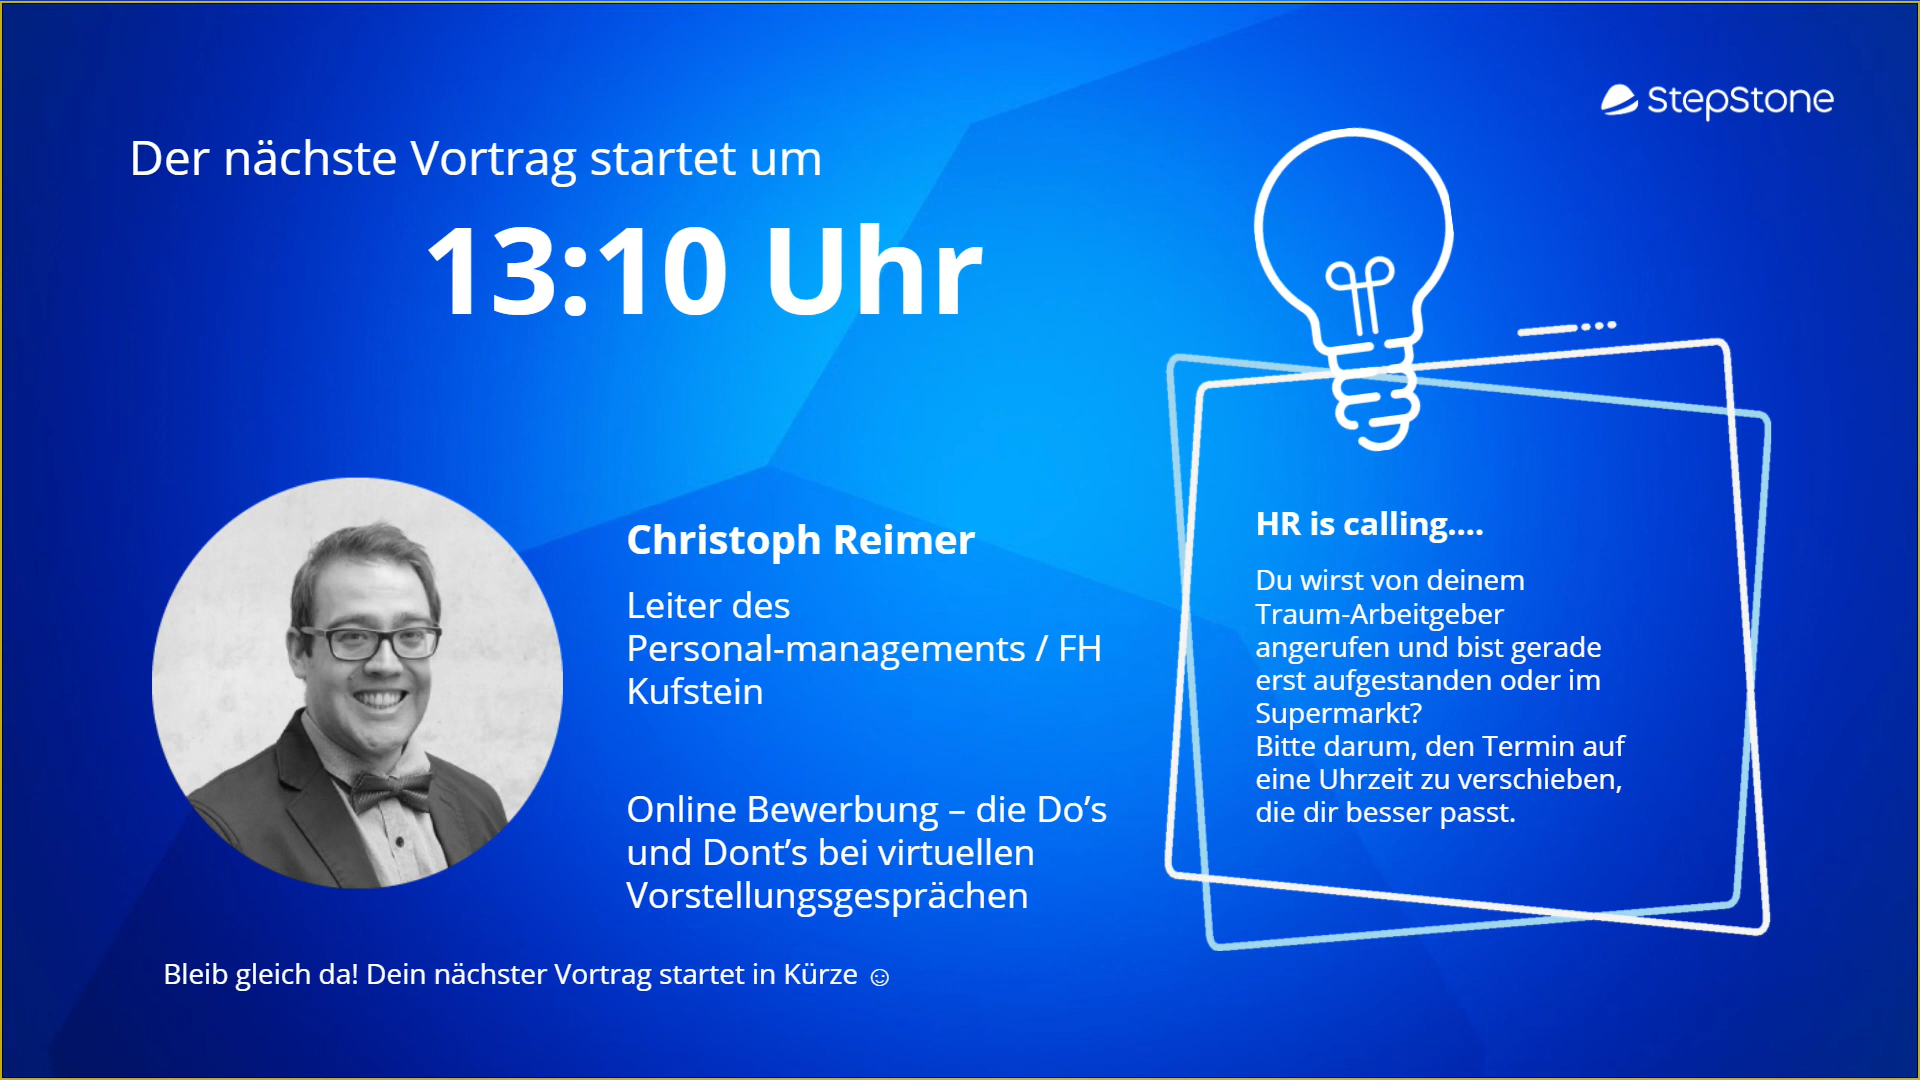 StepStone
Der nächste Vortrag startet um
13:10 Uhr
Christoph Reimer
Leiter des
Personal-managements / FH
Kufstein
Online Bewerbung – die Do’s
und Dont’s bei virtuellen
Vorstellungsgesprächen
HR is calling....
Du wirst von deinem
Traum-Arbeitgeber
angerufen und bist gerade
erst aufgestanden oder im
Supermarkt?
Bitte darum, den Termin auf
eine Uhrzeit zu verschieben,
die dir besser passt.
Bleib gleich da! Dein nächster Vortrag startet in Kürze ☺